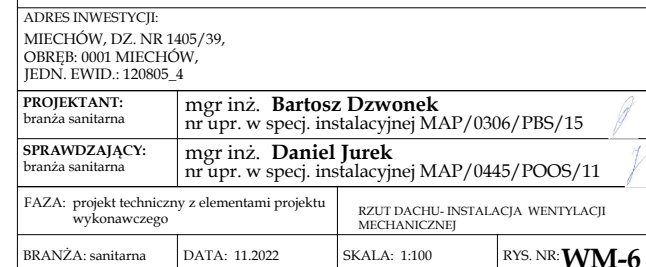 ADRES INWESTYCJI:
MIECHÓW, DZ. NR 1405/39,
OBRĘB: 0001 MIECHÓW,
JEDN. EWID.: 120805_4
PROJEKTANT:
branża sanitarna
mgr inż. Bartosz Dzwonek
nr upr. w specj. instalacyjnej MAP/0306/PBS/15
SPRAWDZAJĄCY:
branża sanitarna
mgr inż. Daniel Jurek
nr upr. w specj. instalacyjnej MAP/0445/POOS/11
FAZA: projekt techniczny z elementami projektu
wykonawczego
RZUT DACHU- INSTALACJA WENTYLACJI
MECHANICZNEJ
BRANŻA: sanitarna DATA: 11.2022 SKALA: 1:100 RYS. NR: WM-6